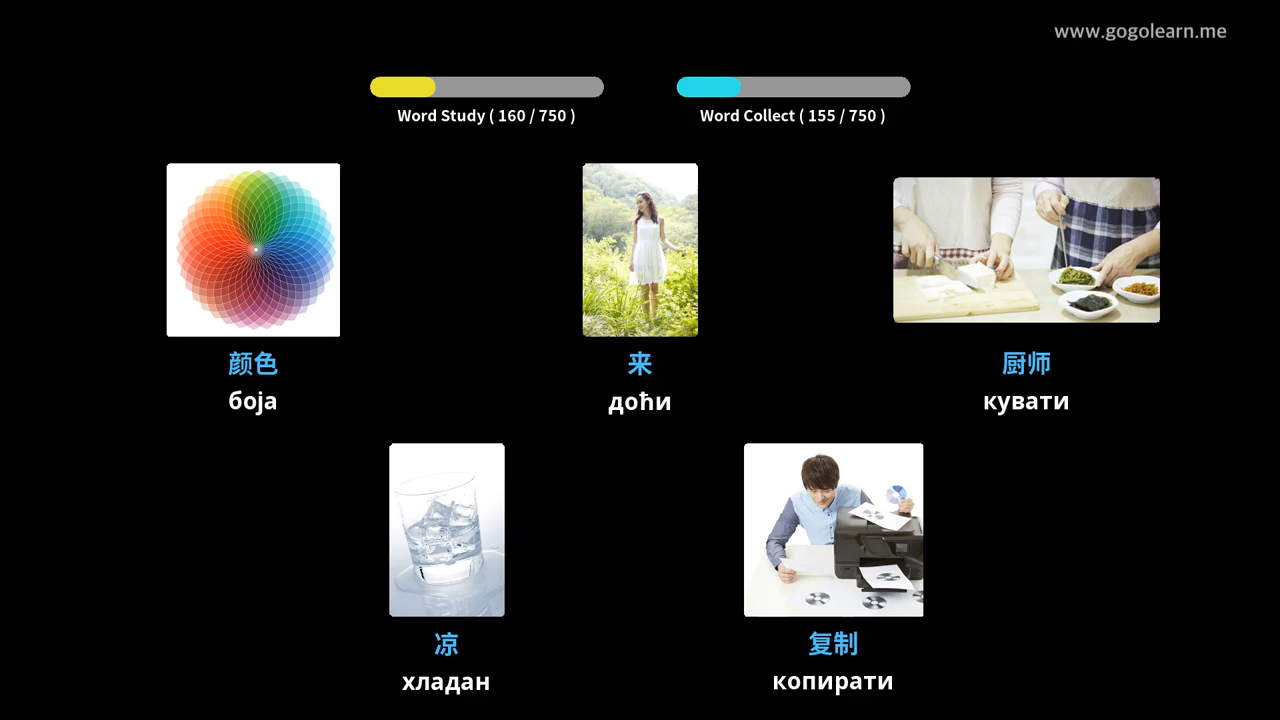 www.gogolearn.me
Word Study ( 160 / 750 )
Word Collect ( 155 / 750 )
颜色
боја
来
доћи
厨师
кувати
凉
хладан
复制
копирати